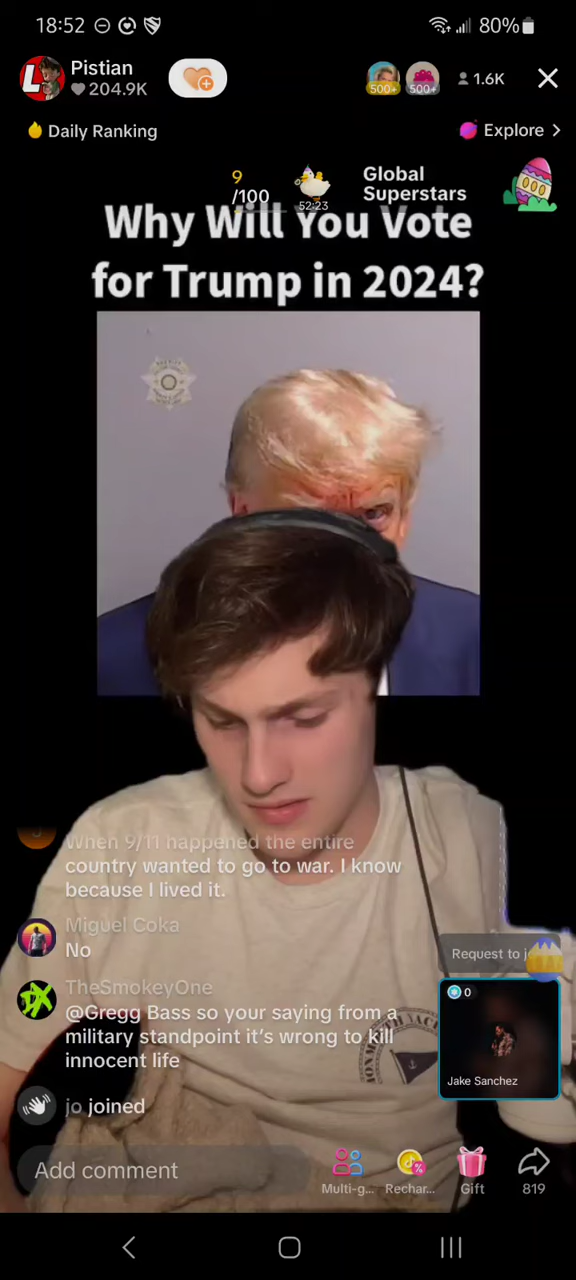 18:52
80%
Pistian
204.9K
500+
500+
1.6K
Daily Ranking
Explore
9
/100
52:23
Global
Superstars
Why Will You Vote
for Trump in 2024?
When 9/11 happened the entire
country wanted to go to war. I know
because I lived it.
Miguel Coka
No
TheSmokeyOne
@Gregg Bass so your saying from a
military standpoint it's wrong to kill
innocent life
jo joined
Request to
0
Jake Sanchez
Add comment
Multi-g...
Rechar...
Gift
819